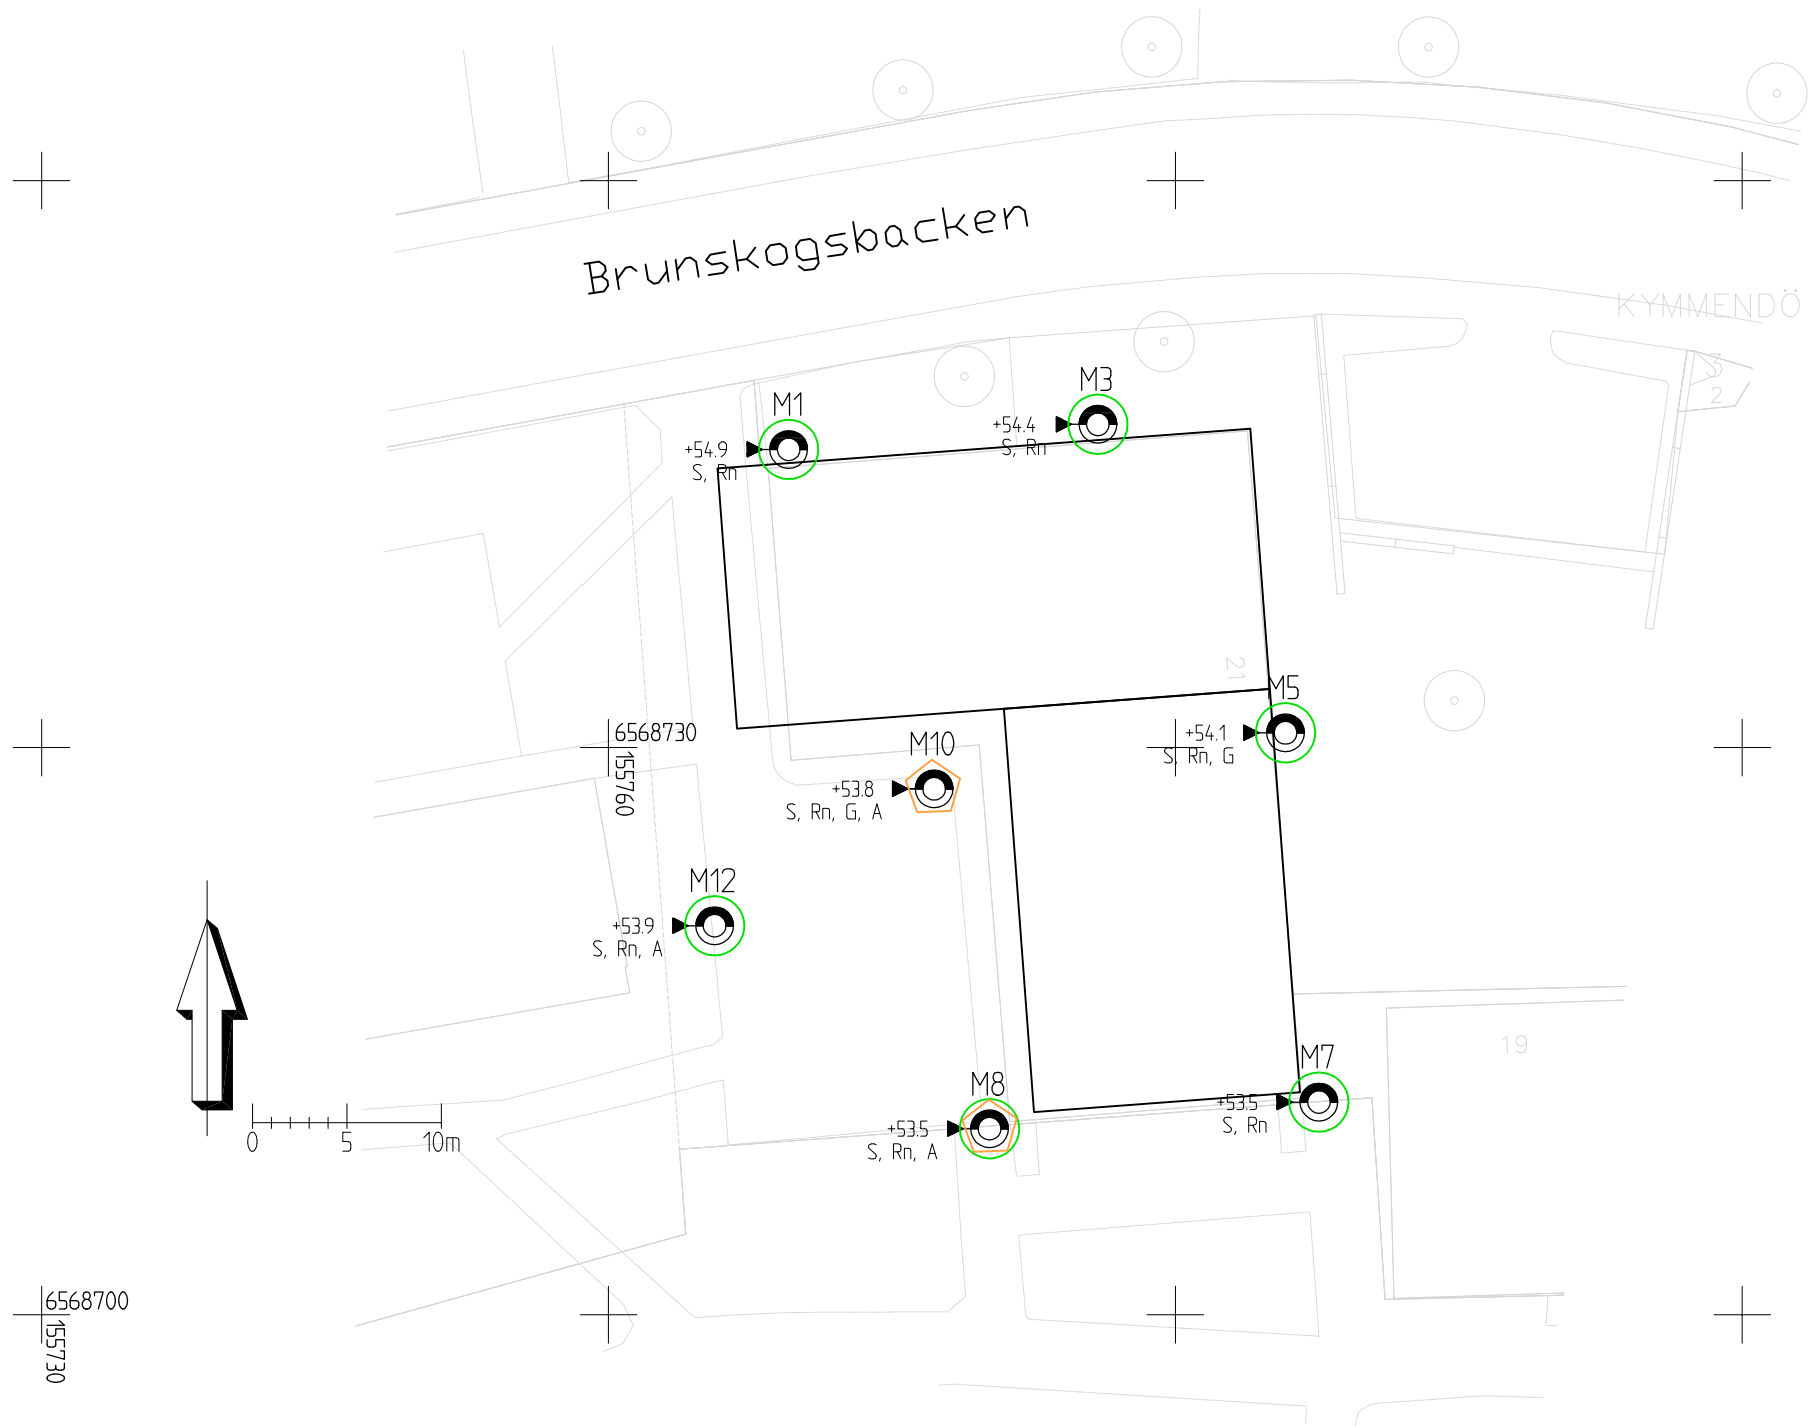 Brunskogsbacken
KYMMENDÖ
3
2
M1
+54.9
S, Rn
M3
+54.4
S, Rn
21
M5
+54.1
S, Rn, G
6568730
155760
M10
+53.8
S, Rn, G, A
M12
+53.9
S, Rn, A
19
M7
+53.5
S, Rn
M8
+53.5
S, Rn, A
0 5 10m
6568700
155730